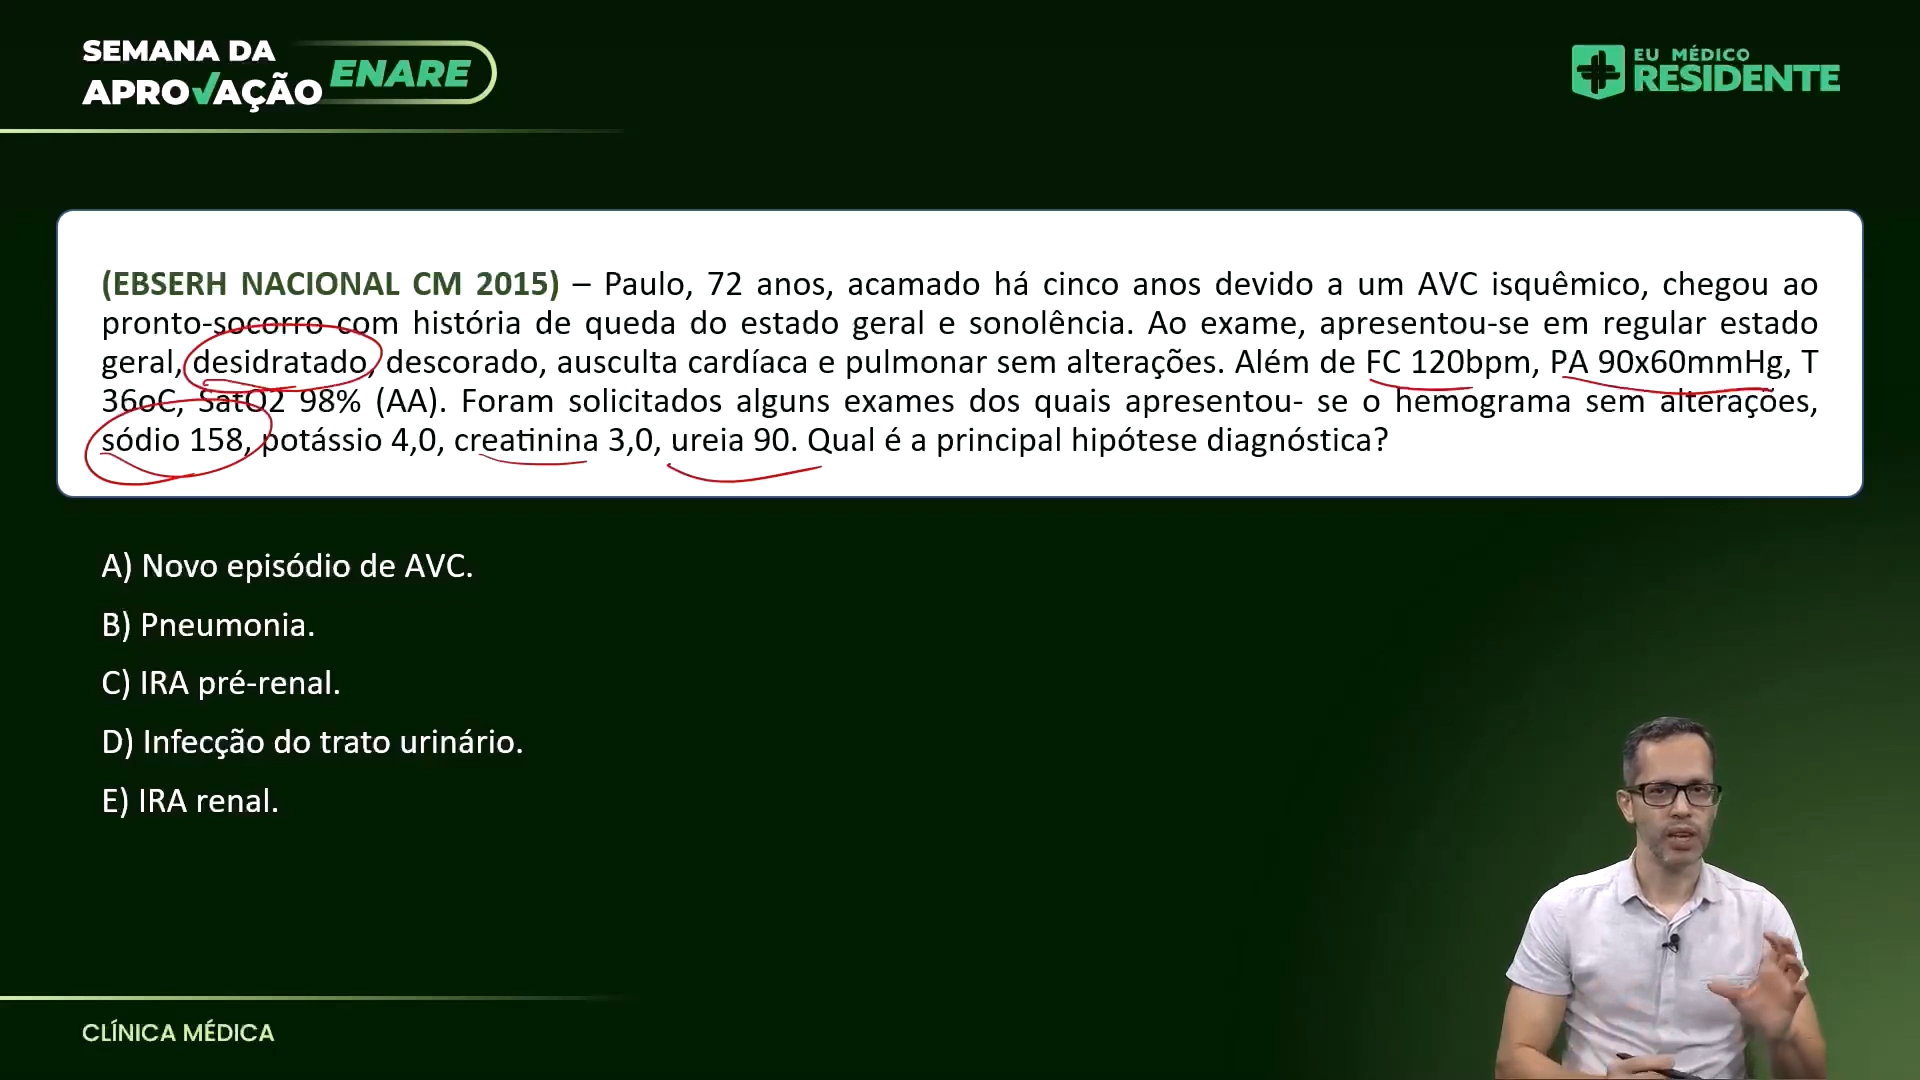 SEMANA DA
APROVAÇÃO ENARE
EU MÉDICO
RESIDENTE
(EBSERH NACIONAL CM 2015) – Paulo, 72 anos, acamado há cinco anos devido a um AVC isquêmico, chegou ao
pronto-socorro com história de queda do estado geral e sonolência. Ao exame, apresentou-se em regular estado
geral, desidratado, descorado, ausculta cardíaca e pulmonar sem alterações. Além de FC 120bpm, PA 90x60mmHg, T
36oC, SatO2 98% (AA). Foram solicitados alguns exames dos quais apresentou- se o hemograma sem alterações,
sódio 158, potássio 4,0, creatinina 3,0, ureia 90. Qual é a principal hipótese diagnóstica?
A) Novo episódio de AVC.
B) Pneumonia.
C) IRA pré-renal.
D) Infecção do trato urinário.
E) IRA renal.
CLÍNICA MÉDICA